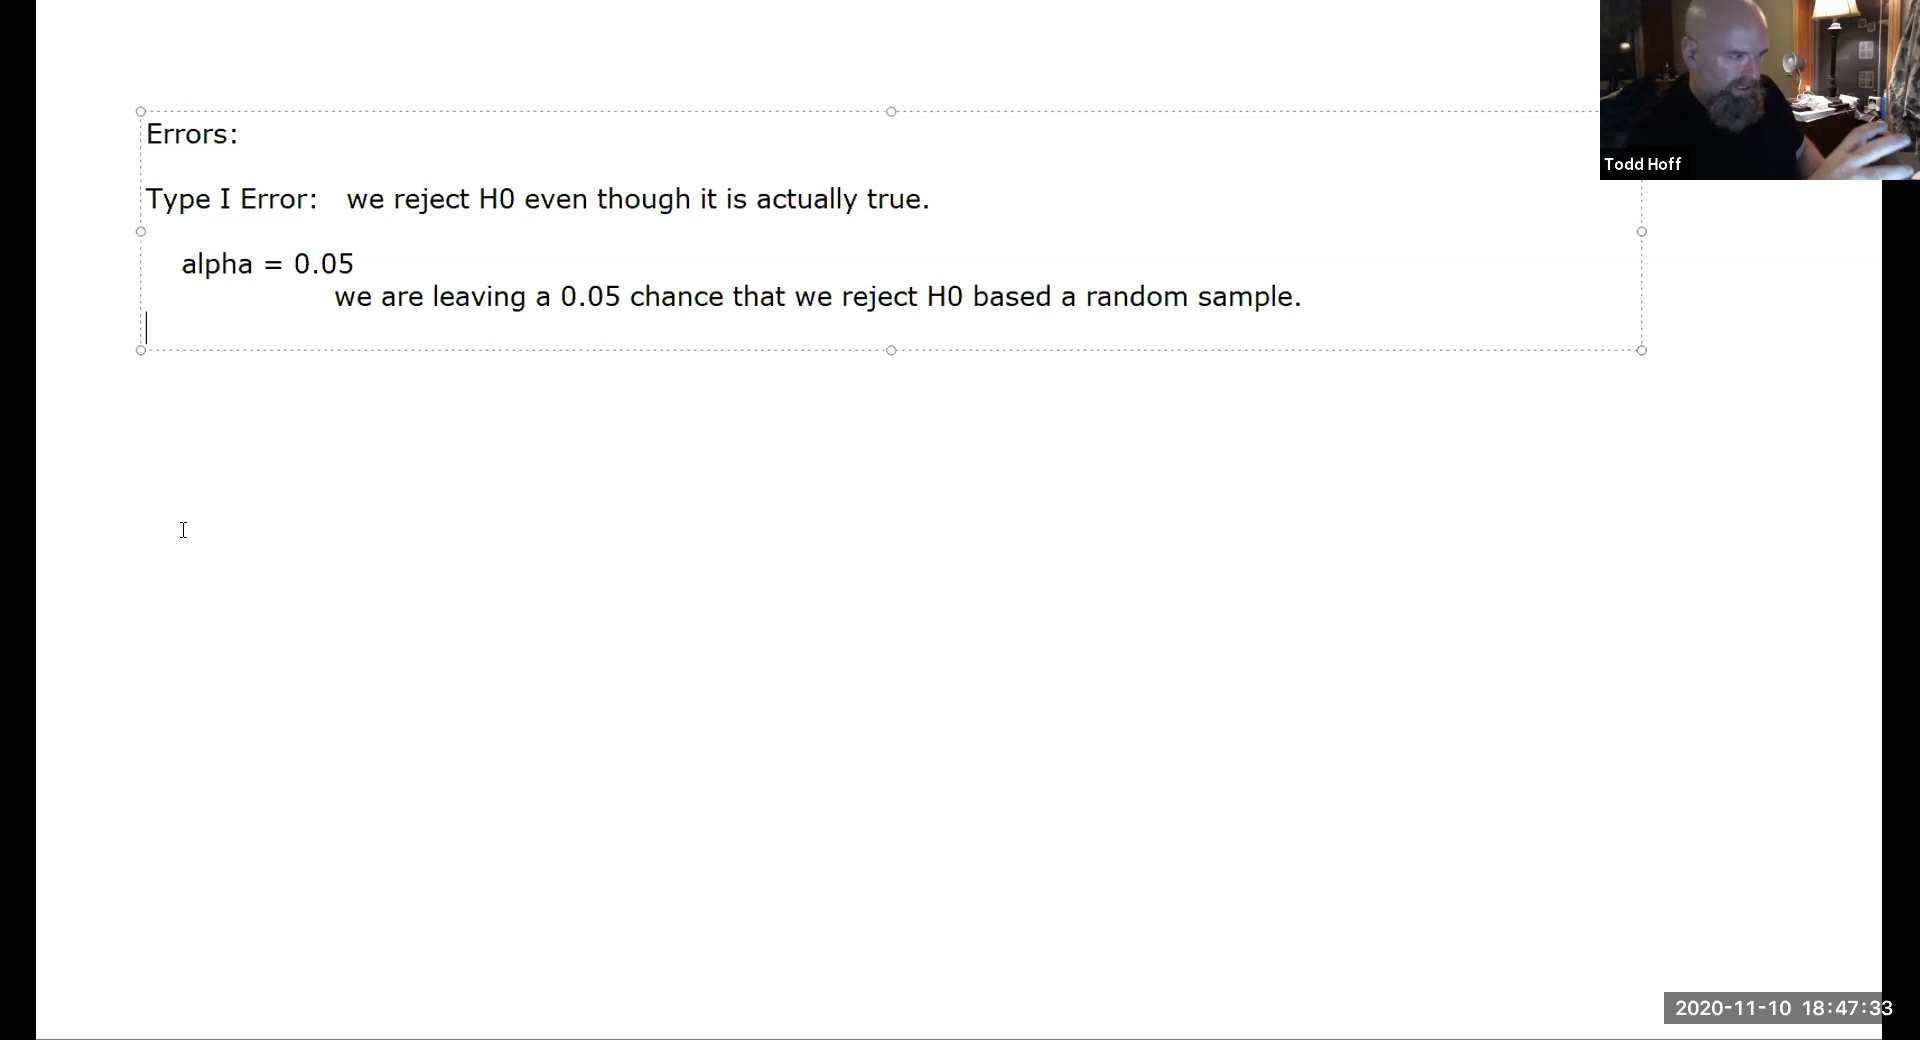 Errors:
Type I Error: we reject H0 even though it is actually true.
alpha = 0.05
we are leaving a 0.05 chance that we reject H0 based a random sample.
Todd Hoff
2020-11-10 18:47:33